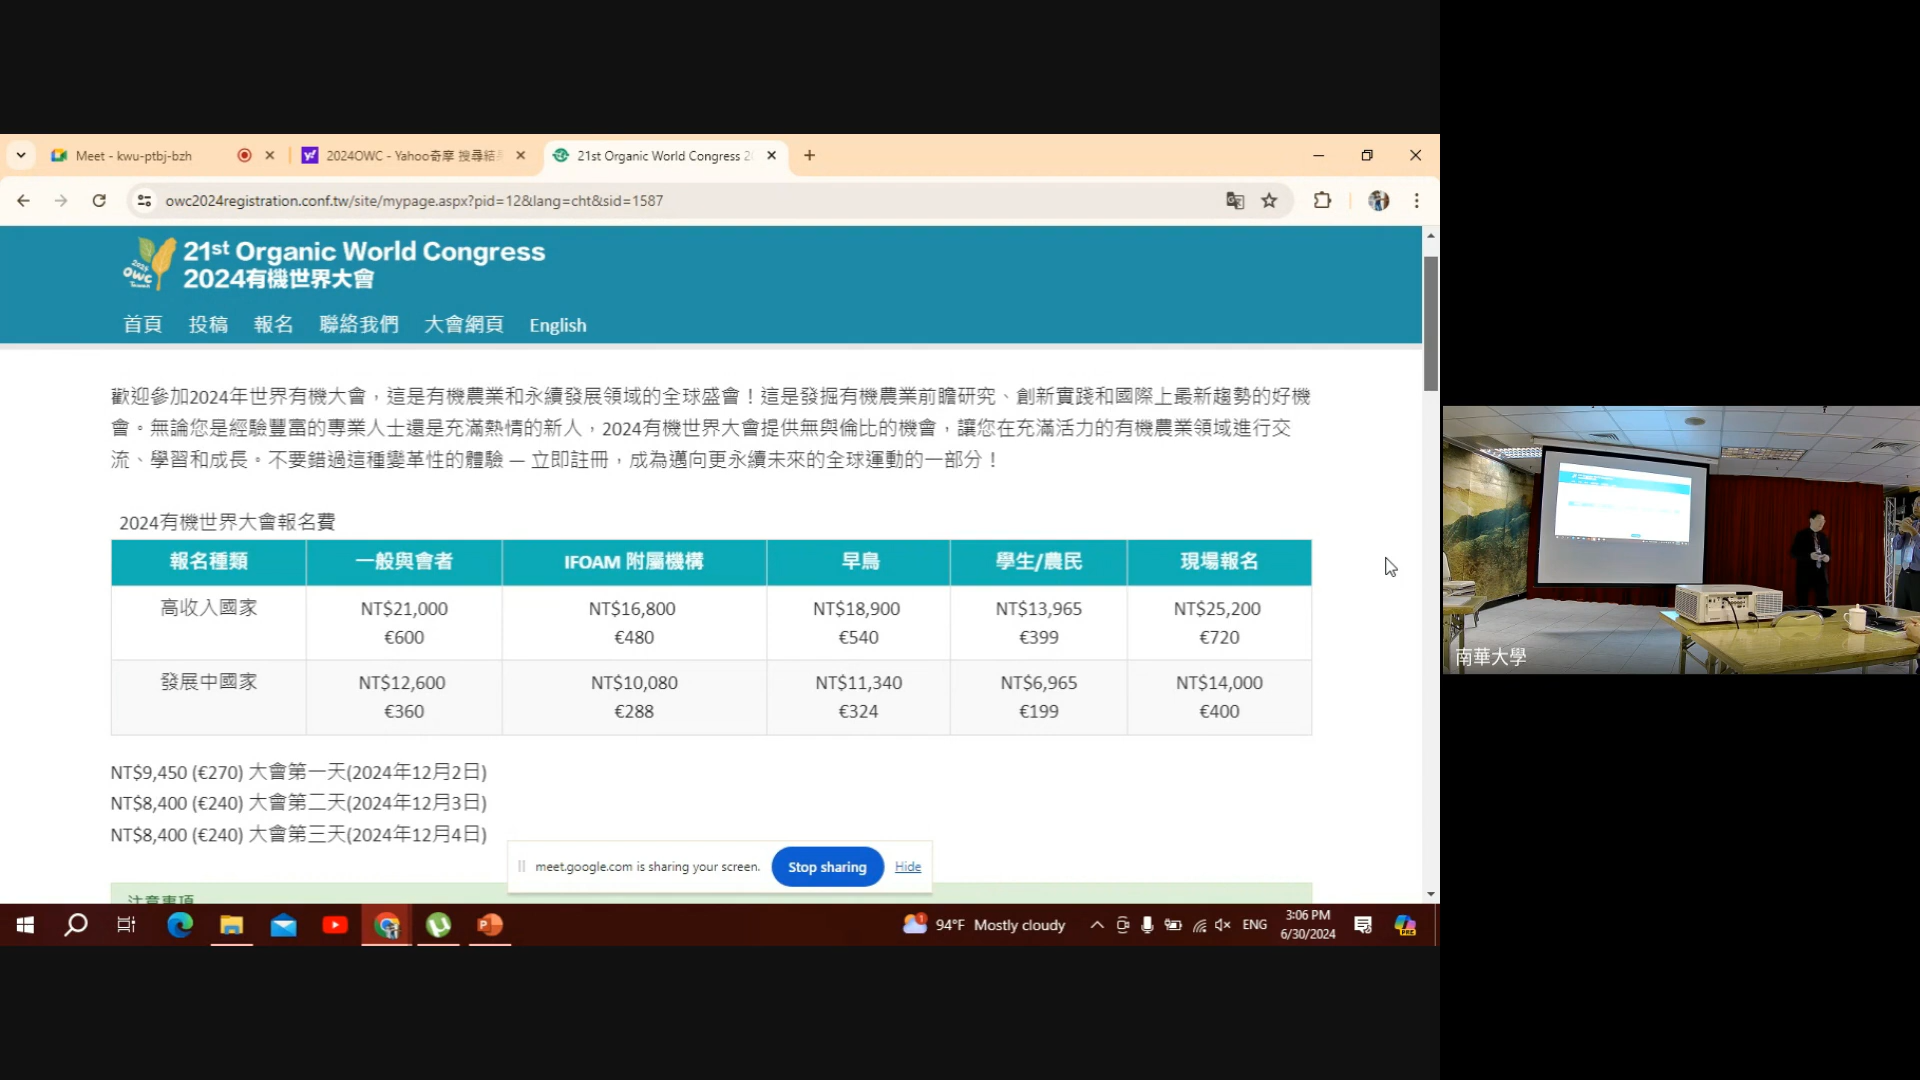 Meet - kwu-ptbj-bzh
2024OWC - Yahoo奇摩 搜尋結
21st Organic World Congress 2
owc2024registration.conf.tw/site/mypage.aspx?pid=12&lang=cht&sid=1587
2024 OWC Taiwan
21st Organic World Congress
2024有機世界大會
首頁 投稿 報名 聯絡我們 大會網頁 English
歡迎參加2024年世界有機大會，這是有機農業和永續發展領域的全球盛會！這是發掘有機農業前瞻研究、創新實踐和國際上最新趨勢的好機
會。無論您是經驗豐富的專業人士還是充滿熱情的新人，2024有機世界大會提供無與倫比的機會，讓您在充滿活力的有機農業領域進行交
流、學習和成長。不要錯過這種變革性的體驗 — 立即註冊，成為邁向更永續未來的全球運動的一部分！
2024有機世界大會報名費
報名種類 一般與會者 IFOAM 附屬機構 早鳥 學生/農民 現場報名
高收入國家 NT$21,000 NT$16,800 NT$18,900 NT$13,965 NT$25,200
€600 €480 €540 €399 €720
發展中國家 NT$12,600 NT$10,080 NT$11,340 NT$6,965 NT$14,000
€360 €288 €324 €199 €400
NT$9,450 (€270) 大會第一天(2024年12月2日)
NT$8,400 (€240) 大會第二天(2024年12月3日)
NT$8,400 (€240) 大會第三天(2024年12月4日)
注意事項
meet.google.com is sharing your screen. Stop sharing Hide
94°F Mostly cloudy ENG 3:06 PM
6/30/2024
南華大學